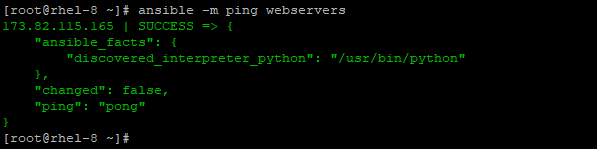 [root@rhel-8 ~]# ansible -m ping webservers
173.82.115.165 | SUCCESS => {
    "ansible_facts": {
        "discovered_interpreter_python": "/usr/bin/python"
    },
    "changed": false,
    "ping": "pong"
}
[root@rhel-8 ~]#